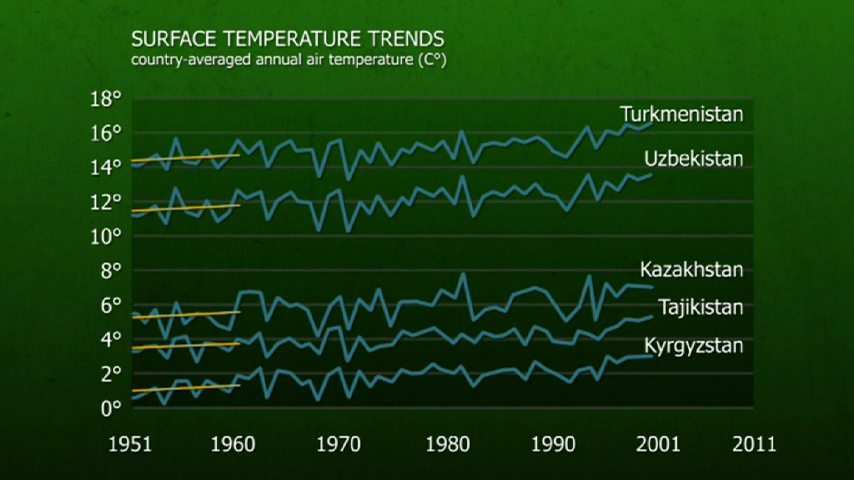 SURFACE TEMPERATURE TRENDS
country-averaged annual air temperature (C°)
18°
Turkmenistan
16°
Uzbekistan
14°
12°
10°
8°
Kazakhstan
6°
Tajikistan
4°
Kyrgyzstan
2°
0°
1951 1960 1970 1980 1990 2001 2011